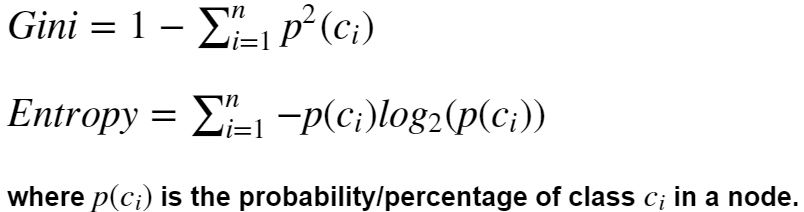 Gini = 1 − ∑ⁿᵢ₌₁ p²(cᵢ)
Entropy = ∑ⁿᵢ₌₁ −p(cᵢ)log₂(p(cᵢ))
where p(cᵢ) is the probability/percentage of class cᵢ in a node.